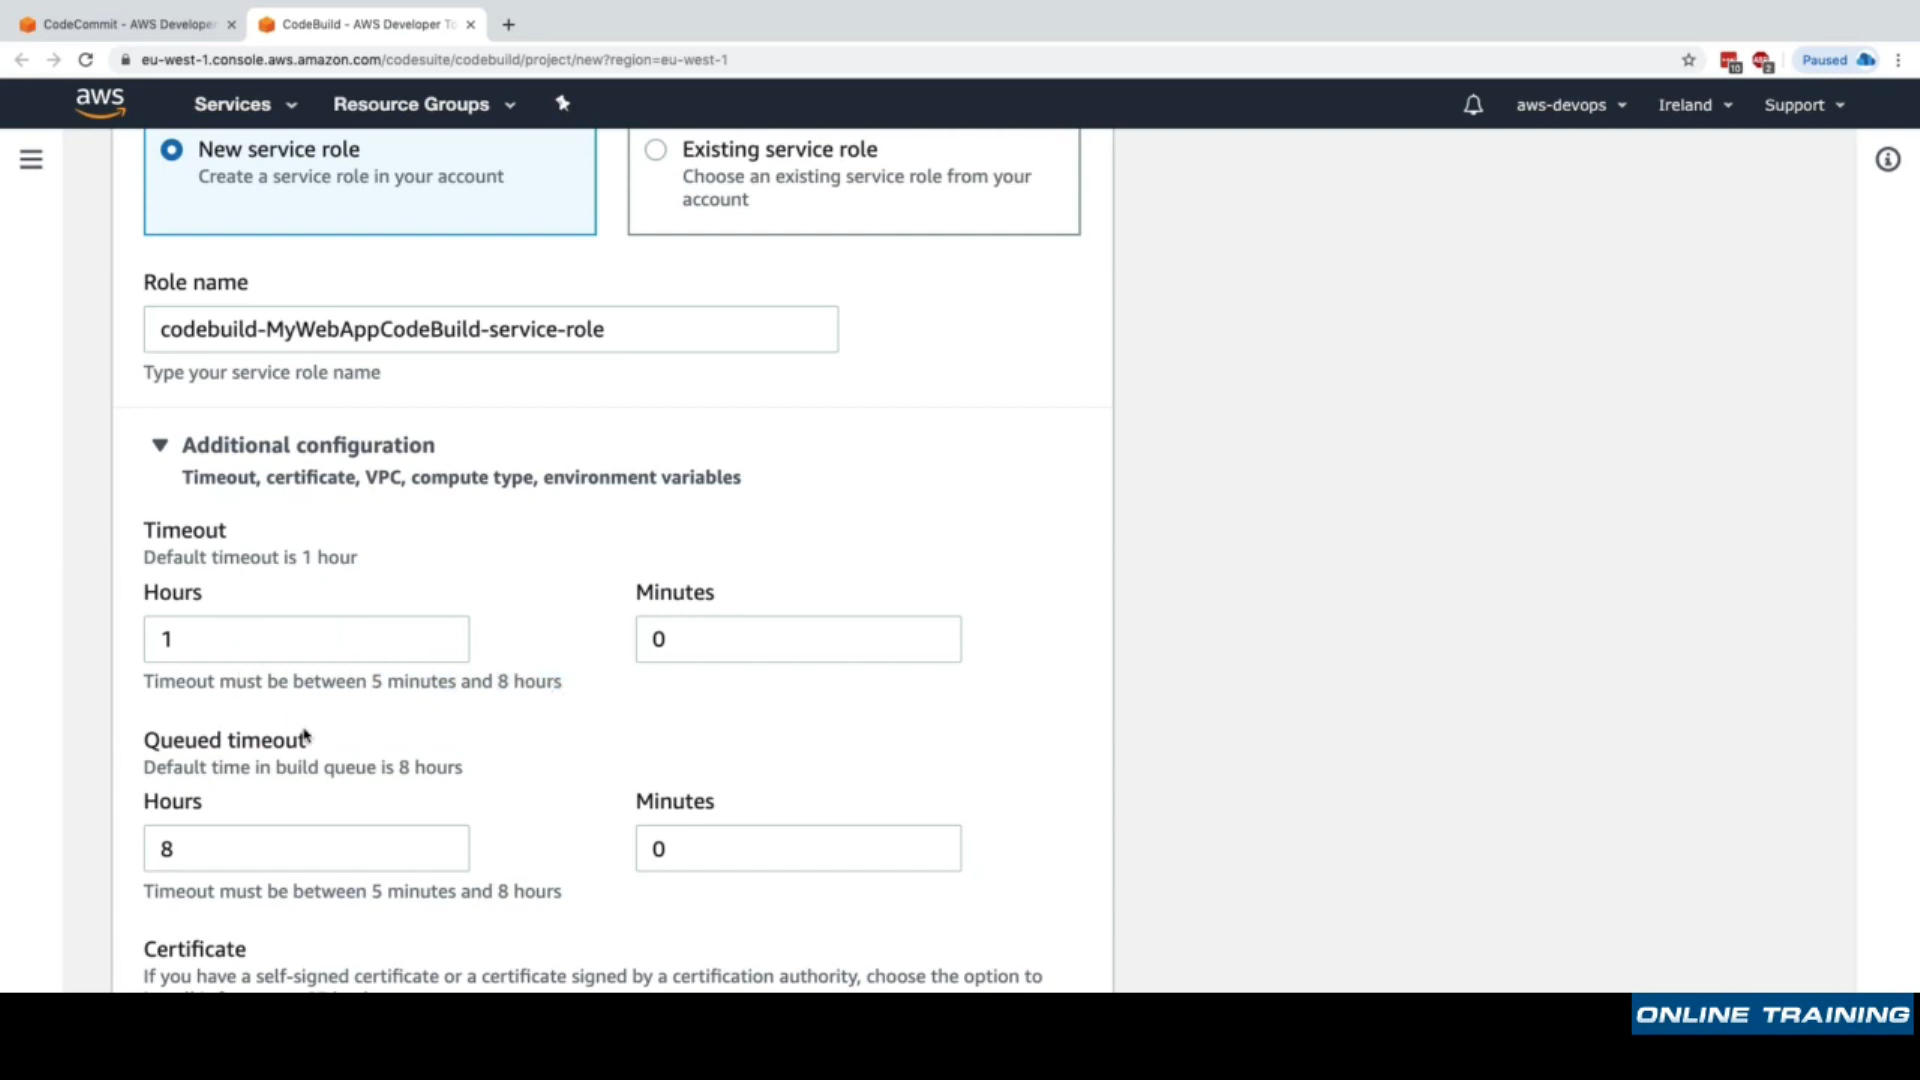 CodeCommit - AWS Developer
CodeBuild - AWS Developer To
eu-west-1.console.aws.amazon.com/codesuite/codebuild/project/new?region=eu-west-1
10
2
Paused
aws
Services
Resource Groups
aws-devops
Ireland
Support
New service role
Create a service role in your account
Existing service role
Choose an existing service role from your
account
Role name
codebuild-MyWebAppCodeBuild-service-role
Type your service role name
Additional configuration
Timeout, certificate, VPC, compute type, environment variables
Timeout
Default timeout is 1 hour
Hours
Minutes
1
0
Timeout must be between 5 minutes and 8 hours
Queued timeout
Default time in build queue is 8 hours
Hours
Minutes
8
0
Timeout must be between 5 minutes and 8 hours
Certificate
If you have a self-signed certificate or a certificate signed by a certification authority, choose the option to
ONLINE TRAINING